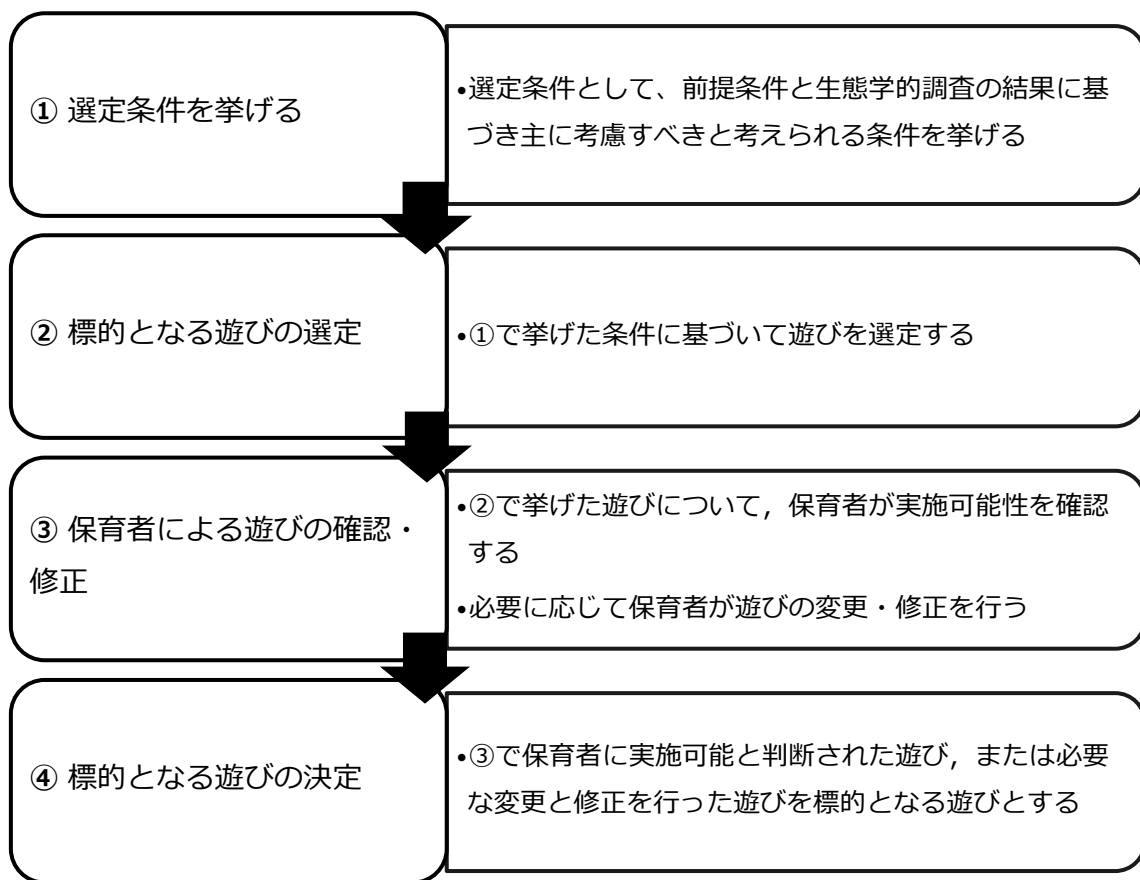 ① 選定条件を挙げる
•選定条件として、前提条件と生態学的調査の結果に基
づき主に考慮すべきと考えられる条件を挙げる
② 標的となる遊びの選定
•①で挙げた条件に基づいて遊びを選定する
③ 保育者による遊びの確認・
修正
•②で挙げた遊びについて，保育者が実施可能性を確認
する
•必要に応じて保育者が遊びの変更・修正を行う
④ 標的となる遊びの決定
•③で保育者に実施可能と判断された遊び，または必要
な変更と修正を行った遊びを標的となる遊びとする